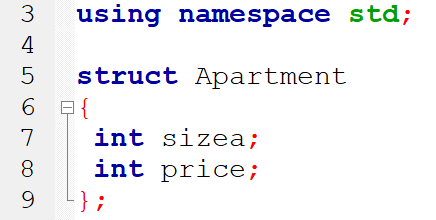 3 using namespace std;
4
5 struct Apartment
6 {
7 int sizea;
8 int price;
9 };